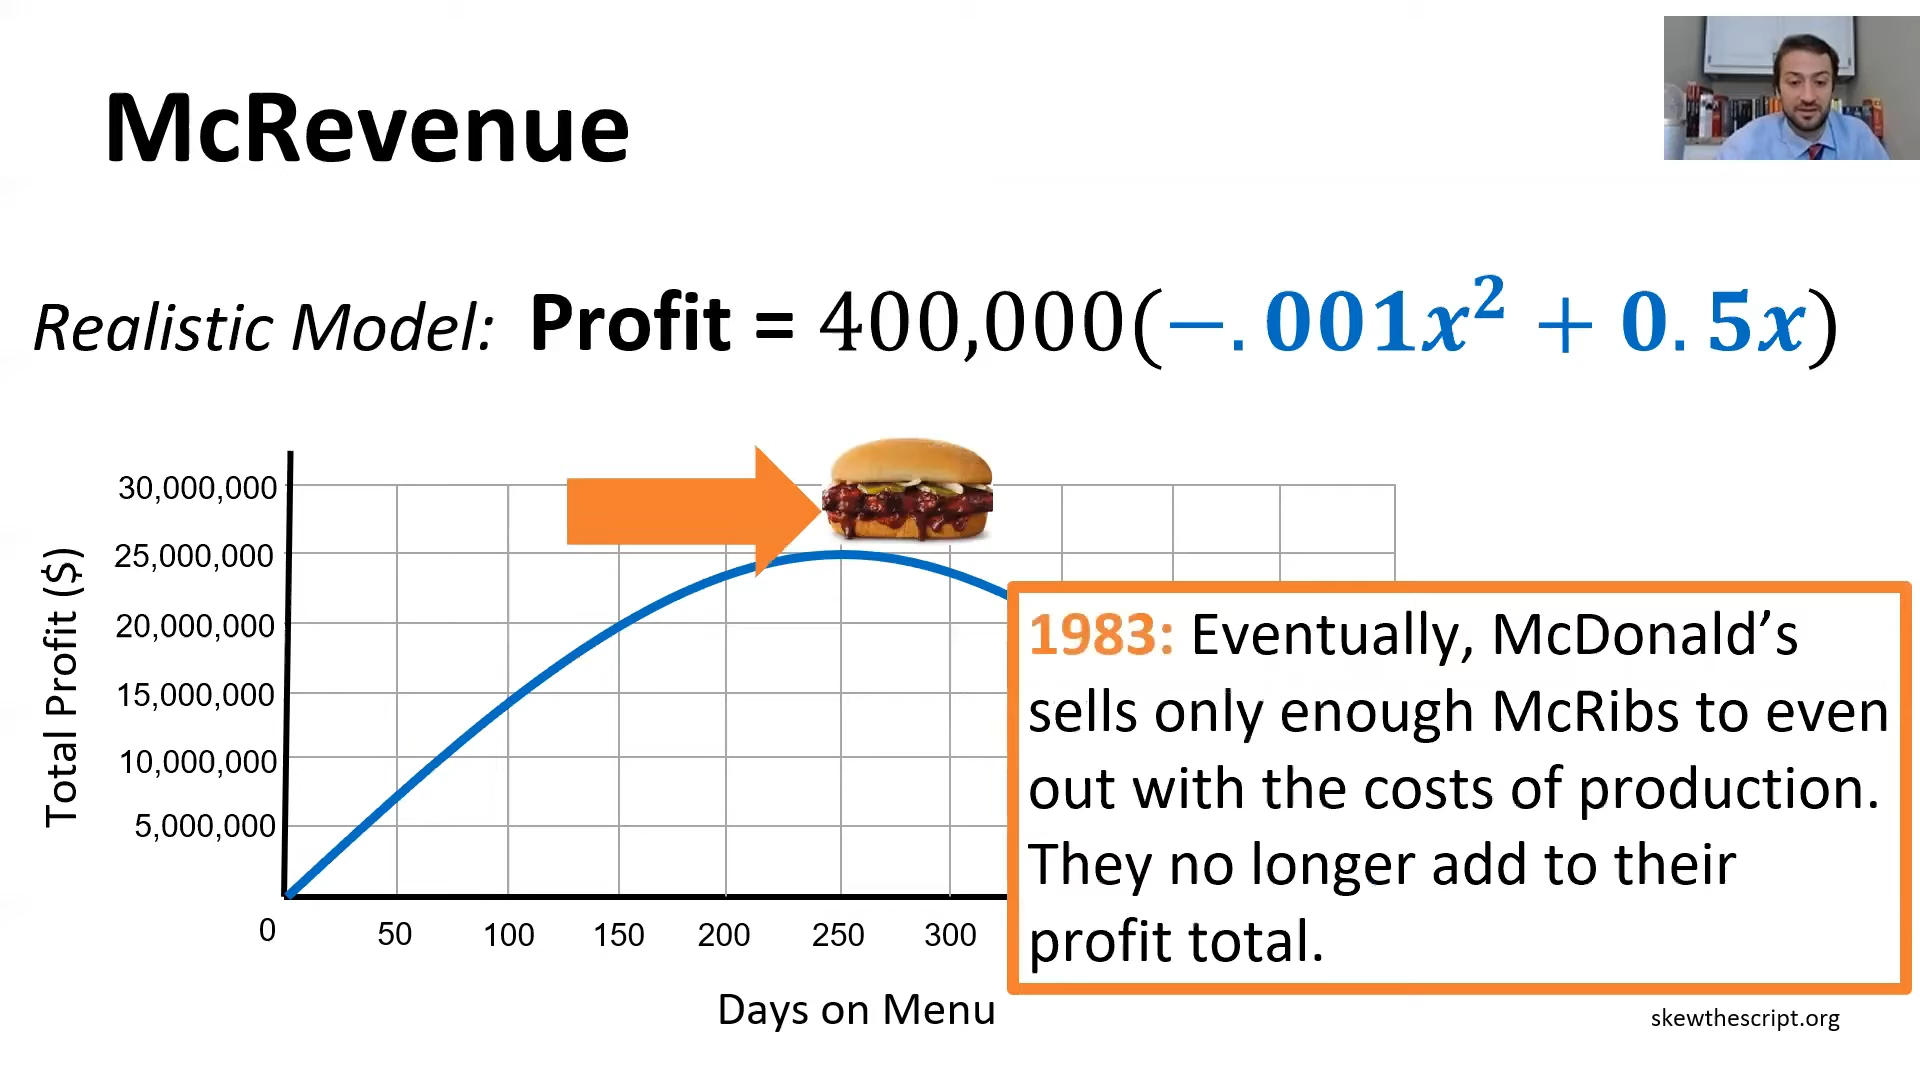 McRevenue
Realistic Model: Profit = 400,000(−.001x² + 0.5x)
30,000,000
25,000,000
20,000,000
15,000,000
10,000,000
5,000,000
Total Profit ($)
0 50 100 150 200 250 300
Days on Menu
1983: Eventually, McDonald’s
sells only enough McRibs to even
out with the costs of production.
They no longer add to their
profit total.
skewthescript.org